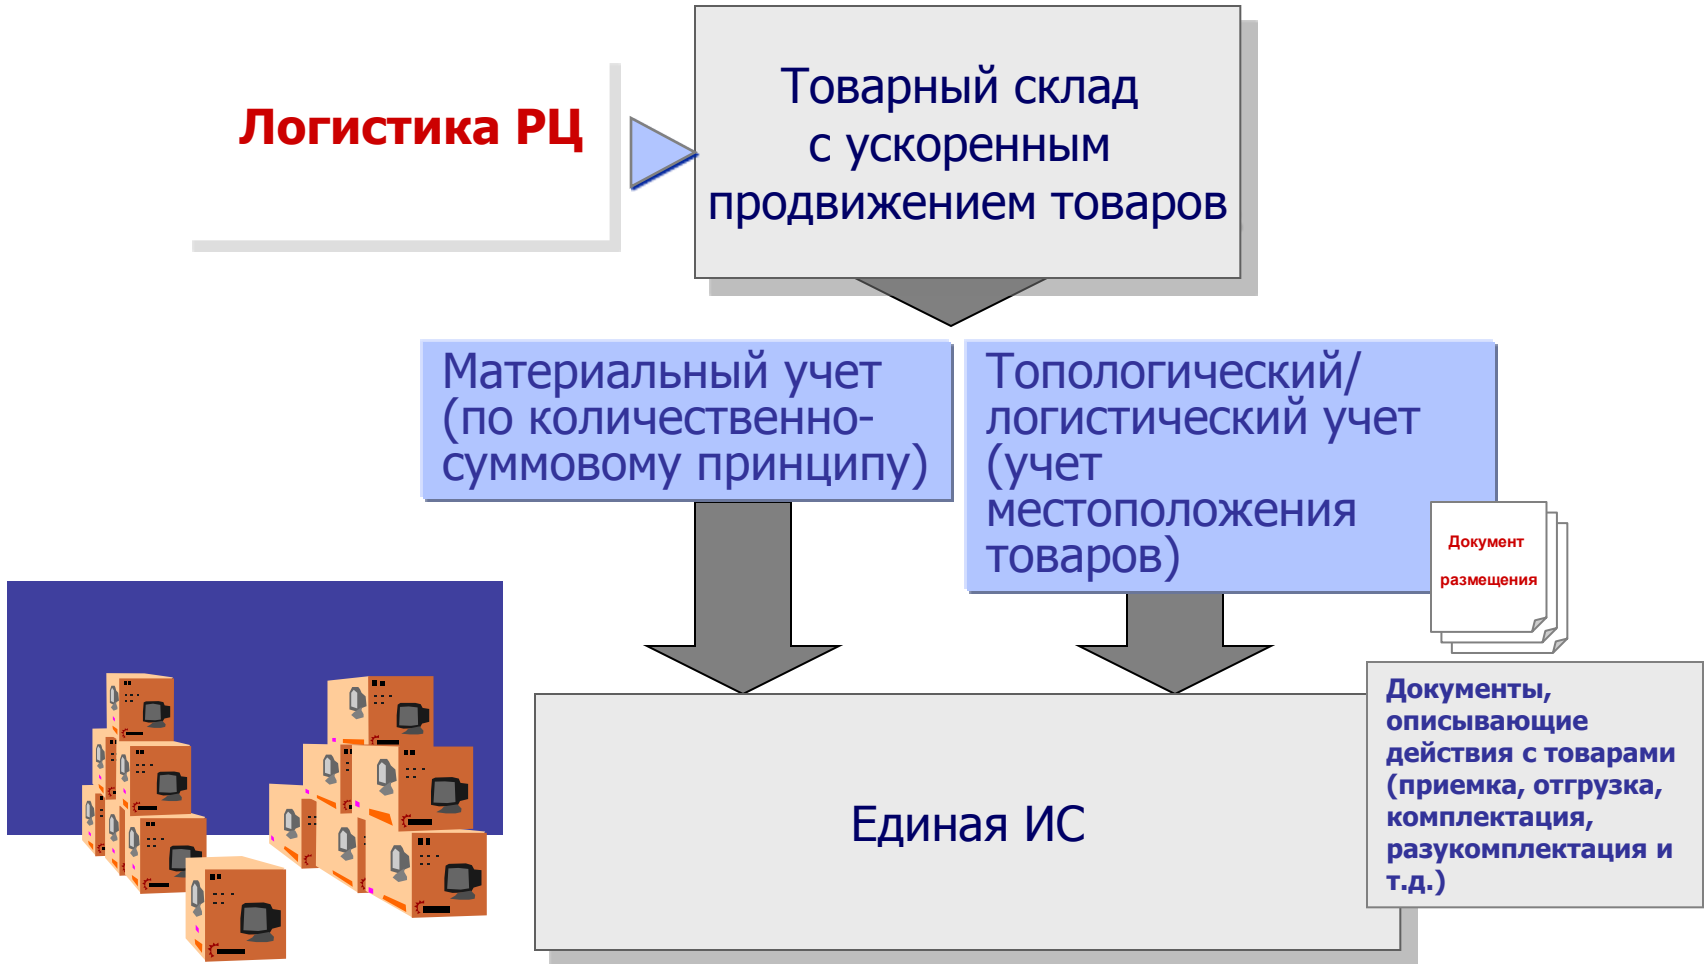 Логистика РЦ
Товарный склад
с ускоренным
продвижением товаров
Материальный учет
(по количественно-
суммовому принципу)
Топологический/
логистический учет
(учет
местоположения
товаров)
Документ
размещения
Единая ИС
Документы,
описывающие
действия с товарами
(приемка, отгрузка,
комплектация,
разукомплектация и
т.д.)